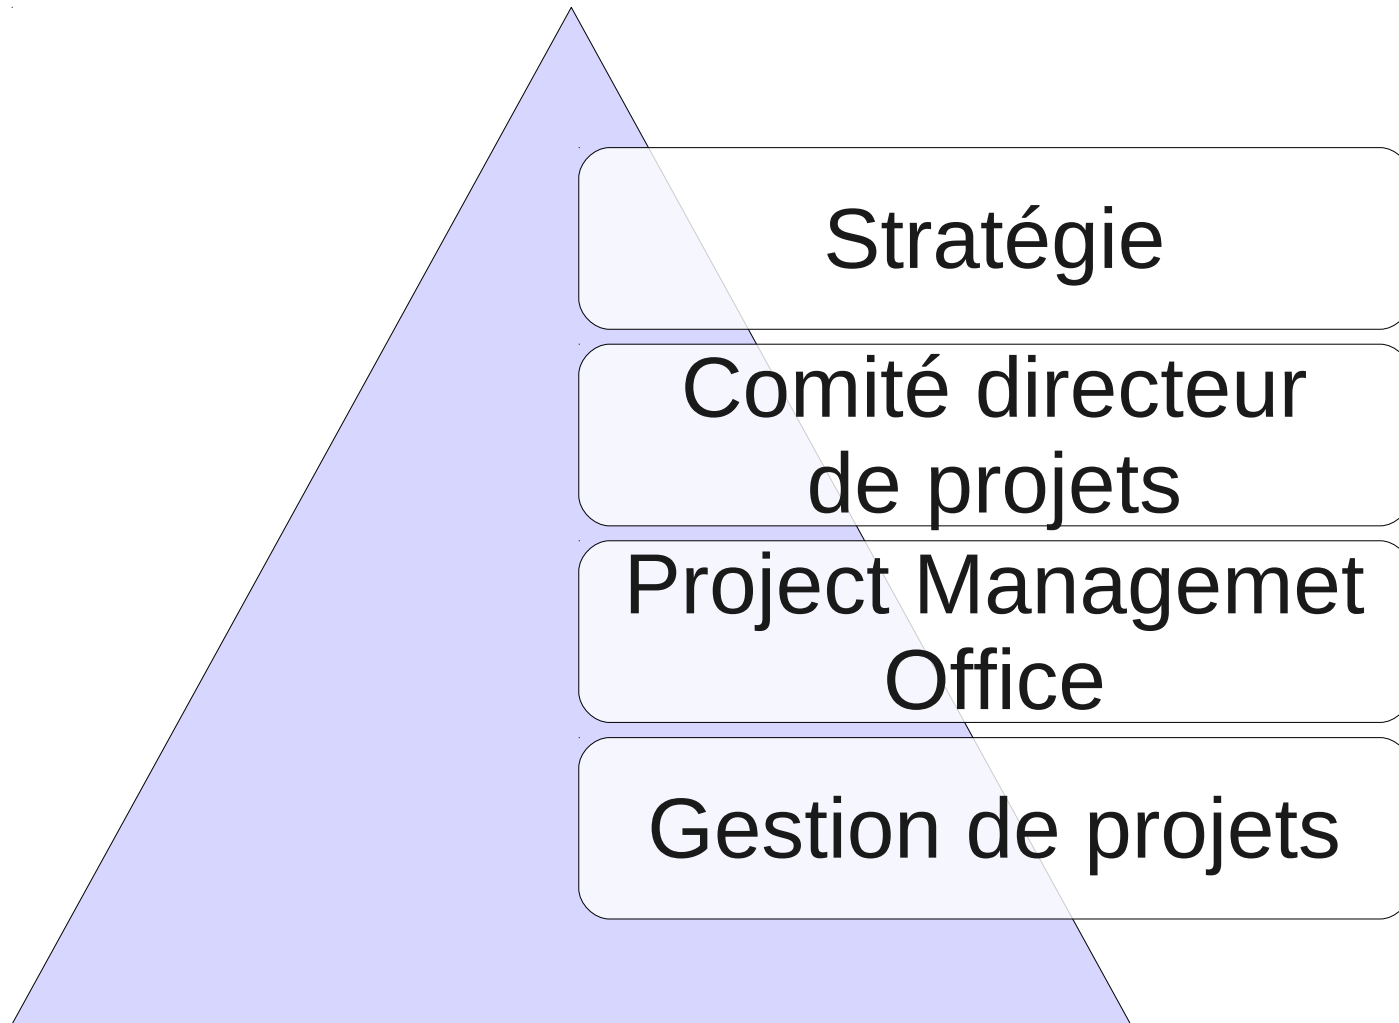 Stratégie
Comité directeur
de projets
Project Managemet
Office
Gestion de projets